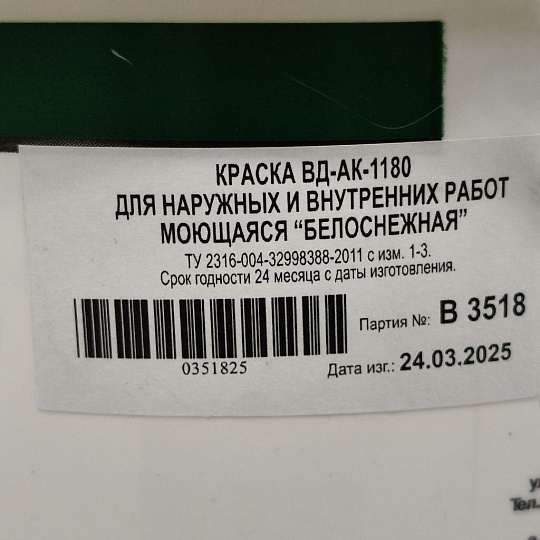 КРАСКА ВД-АК-1180
ДЛЯ НАРУЖНЫХ И ВНУТРЕННИХ РАБОТ
МОЮЩАЯСЯ “БЕЛОСНЕЖНАЯ”
ТУ 2316-004-32998388-2011 с изм. 1-3.
Срок годности 24 месяца с даты изготовления.
Партия №: В 3518
0351825
Дата изг.: 24.03.2025
Тел.